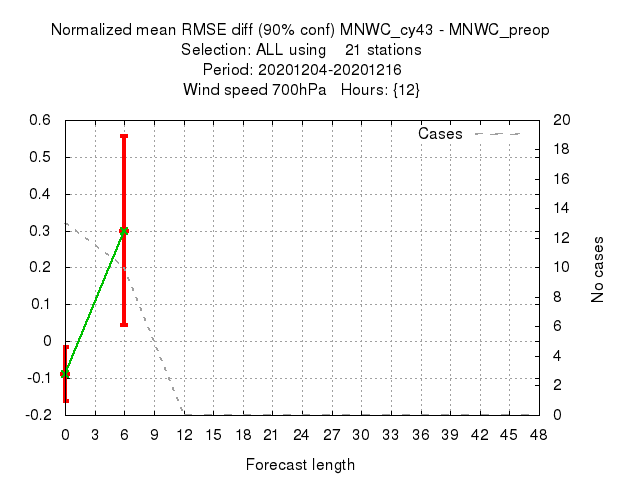 Normalized mean RMSE diff (90% conf) MNWC_cy43 - MNWC_preop
Selection: ALL using    21 stations
Period: 20201204-20201216
Wind speed 700hPa   Hours: {12}
Cases
0.6
0.5
0.4
0.3
0.2
0.1
0
-0.1
-0.2
20
18
16
14
12
10
8
6
4
2
0
No cases
0 3 6 9 12 15 18 21 24 27 30 33 36 39 42 45 48
Forecast length